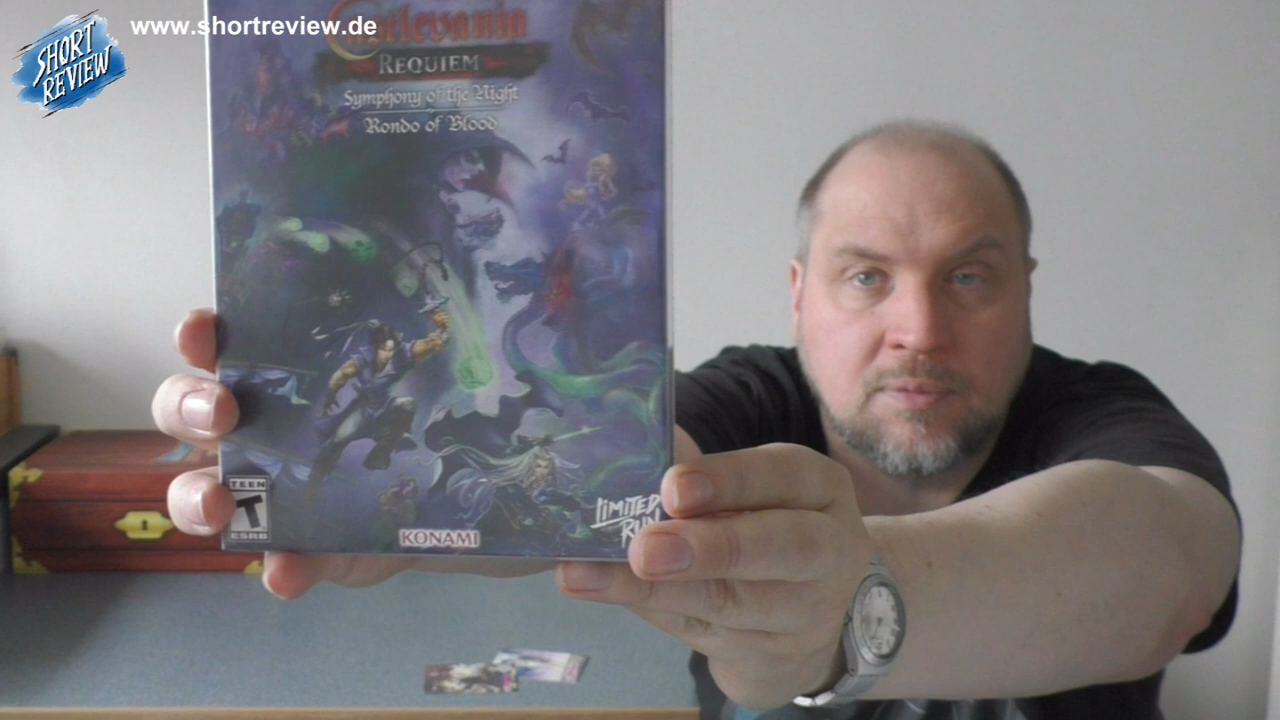 www.shortreview.de
SHORT
REVIEW
Castlevania
REQUIEM
Symphony of the Night
Rondo of Blood
TEEN
T
ESRB
KONAMI
LIMITED
RUN